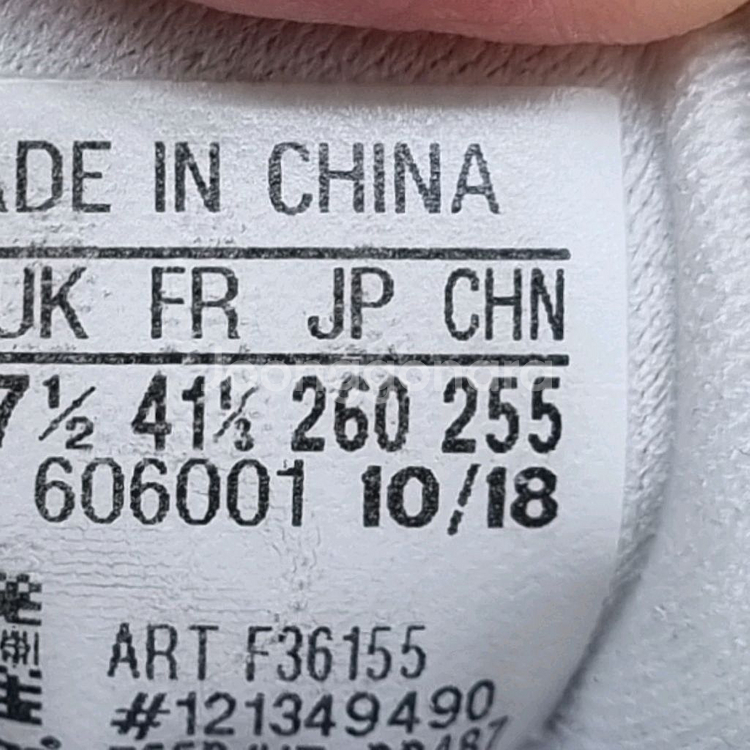 ADE IN CHINA
UK FR JP CHN
7½ 41⅓ 260 255
606001 10/18
ART F36155
#121349490